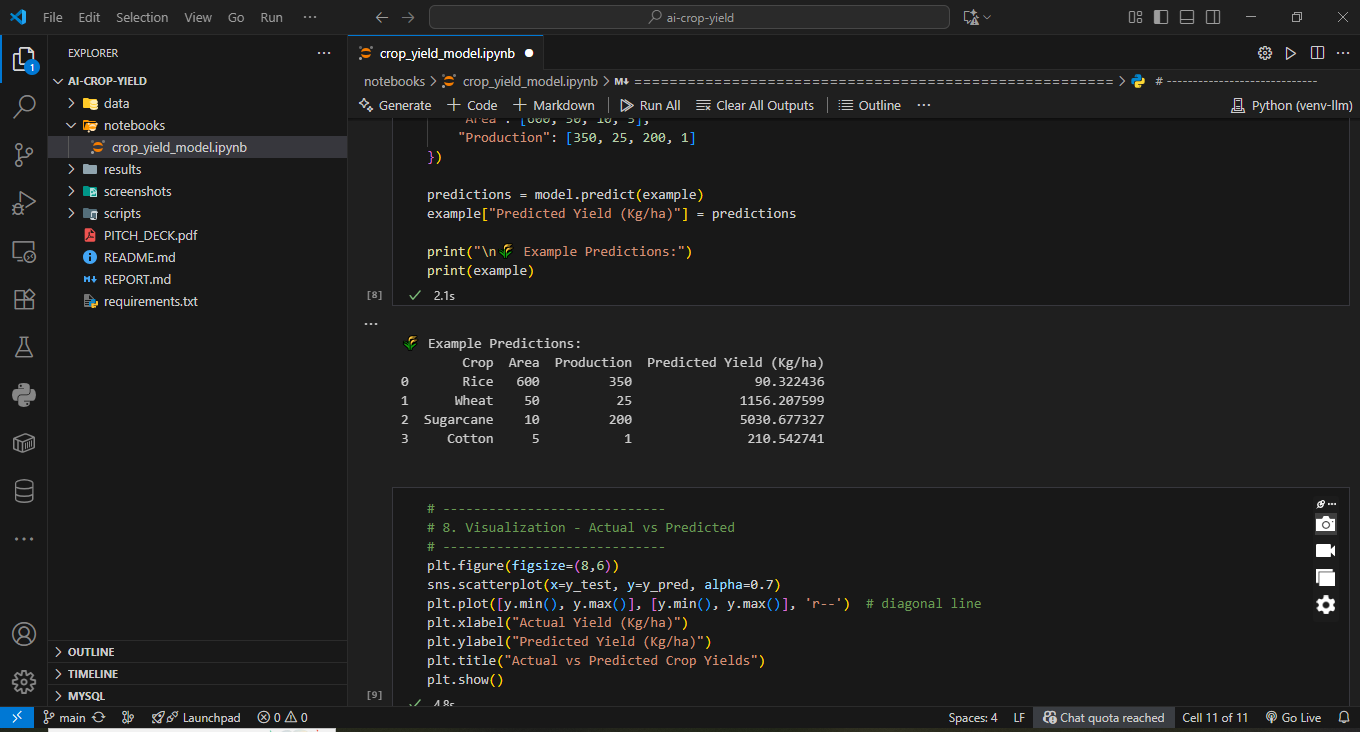 File Edit Selection View Go Run ···
ai-crop-yield
EXPLORER ···
crop_yield_model.ipynb
AI-CROP-YIELD
data
notebooks
crop_yield_model.ipynb
results
screenshots
scripts
PITCH_DECK.pdf
README.md
REPORT.md
requirements.txt
OUTLINE
TIMELINE
MYSQL
1
notebooks > crop_yield_model.ipynb > M↓ ====================================================== > # ----------------------------
Generate + Code + Markdown Run All Clear All Outputs Outline ··· Python (venv-llm)
"Area": [600, 50, 10, 5],
"Production": [350, 25, 200, 1]
})
predictions = model.predict(example)
example["Predicted Yield (Kg/ha)"] = predictions
print("\n🌾 Example Predictions:")
print(example)
[8] ✓ 2.1s
···
🌾 Example Predictions:
Crop Area Production Predicted Yield (Kg/ha)
0 Rice 600 350 90.322436
1 Wheat 50 25 1156.207599
2 Sugarcane 10 200 5030.677327
3 Cotton 5 1 210.542741
# -----------------------------
# 8. Visualization - Actual vs Predicted
# -----------------------------
plt.figure(figsize=(8,6))
sns.scatterplot(x=y_test, y=y_pred, alpha=0.7)
plt.plot([y.min(), y.max()], [y.min(), y.max()], 'r--')  # diagonal line
plt.xlabel("Actual Yield (Kg/ha)")
plt.ylabel("Predicted Yield (Kg/ha)")
plt.title("Actual vs Predicted Crop Yields")
plt.show()
[9] ✓ 4.8s
main Launchpad 0 0 Spaces: 4 LF Chat quota reached Cell 11 of 11 Go Live